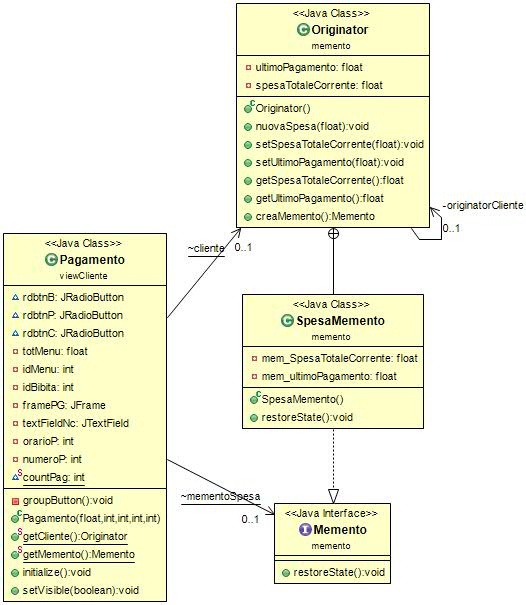 <<Java Class>>
Originator
memento
ultimoPagamento: float
spesaTotaleCorrente: float
Originator()
nuovaSpesa(float):void
setSpesaTotaleCorrente(float):void
setUltimoPagamento(float):void
getSpesaTotaleCorrente():float
getUltimoPagamento():float
creaMemento():Memento
-originatorCliente
0..1
~cliente
0..1
<<Java Class>>
Pagamento
viewCliente
rdbtnB: JRadioButton
rdbtnP: JRadioButton
rdbtnC: JRadioButton
totMenu: float
idMenu: int
idBibita: int
framePG: JFrame
textFieldNc: JTextField
orarioP: int
numeroP: int
countPag: int
groupButton():void
Pagamento(float,int,int,int,int)
getCliente():Originator
getMemento():Memento
initialize():void
setVisible(boolean):void
<<Java Class>>
SpesaMemento
memento
mem_SpesaTotaleCorrente: float
mem_ultimoPagamento: float
SpesaMemento()
restoreState():void
~mementoSpesa
0..1
<<Java Interface>>
Memento
memento
restoreState():void